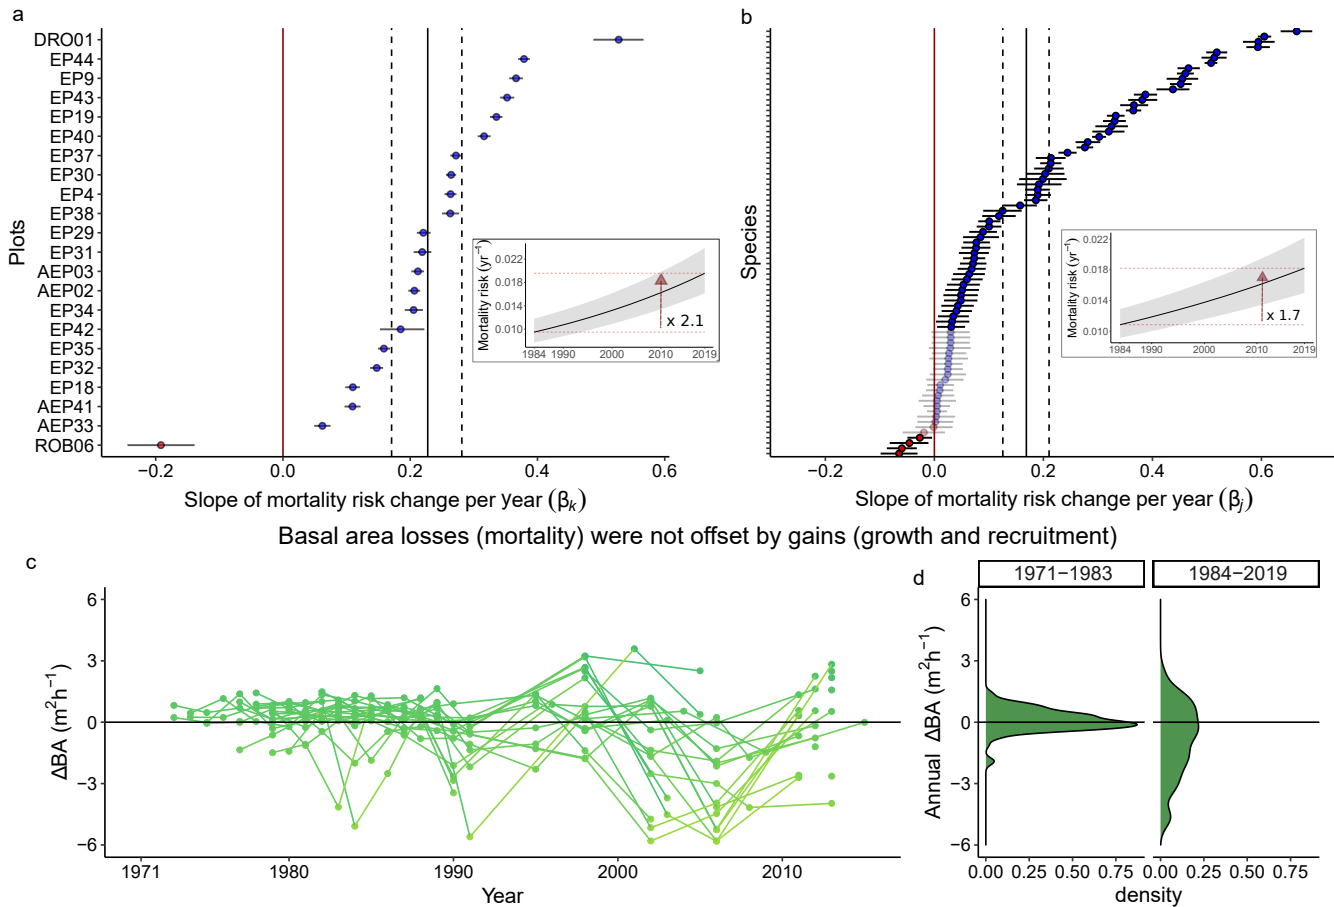 a
DRO01
EP44
EP9
EP43
EP19
EP40
EP37
EP30
EP4
EP38
EP29
EP31
AEP03
AEP02
EP34
EP42
EP35
EP32
EP18
AEP41
AEP33
ROB06
Plots
−0.2 0.0 0.2 0.4 0.6
Slope of mortality risk change per year (βk)
Mortality risk (yr⁻¹)
0.022
0.018
0.014
0.010
x 2.1
1984 1990 2000 2010 2019
b
Species
−0.2 0.0 0.2 0.4 0.6
Slope of mortality risk change per year (βj)
Mortality risk (yr⁻¹)
0.022
0.018
0.014
0.010
x 1.7
1984 1990 2000 2010 2019
Basal area losses (mortality) were not offset by gains (growth and recruitment)
c
ΔBA (m²h⁻¹)
6
3
0
−3
−6
1971 1980 1990 2000 2010
Year
d
1971−1983 1984−2019
Annual ΔBA (m²h⁻¹)
6
3
0
−3
−6
0.00 0.25 0.50 0.75 0.00 0.25 0.50 0.75
density